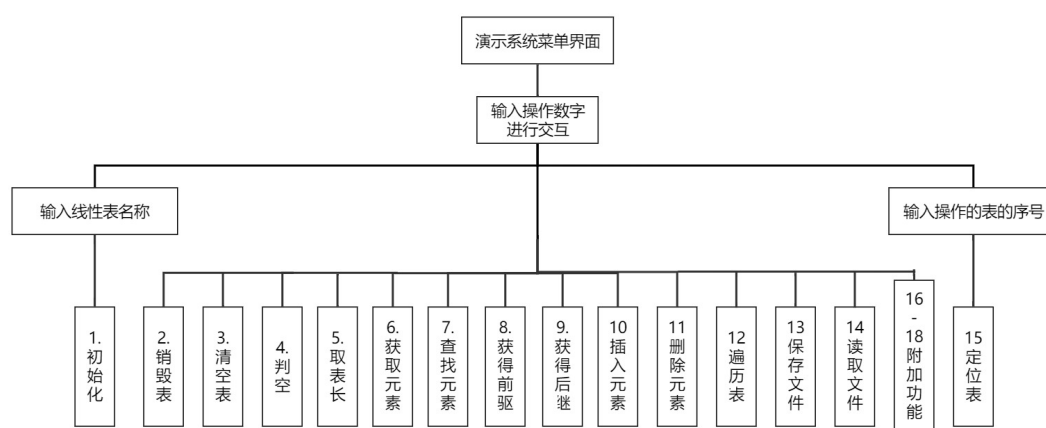 演示系统菜单界面
输入操作数字
进行交互
输入线性表名称
输入操作的表的序号
1.
初
始
化
2.
销
毁
表
3.
清
空
表
4.
判
空
5.
取
表
长
6.
获
取
元
素
7.
查
找
元
素
8.
获
得
前
驱
9.
获
得
后
继
10
插
入
元
素
11
删
除
元
素
12
遍
历
表
13
保
存
文
件
14
读
取
文
件
16
-
18
附
加
功
能
15
定
位
表